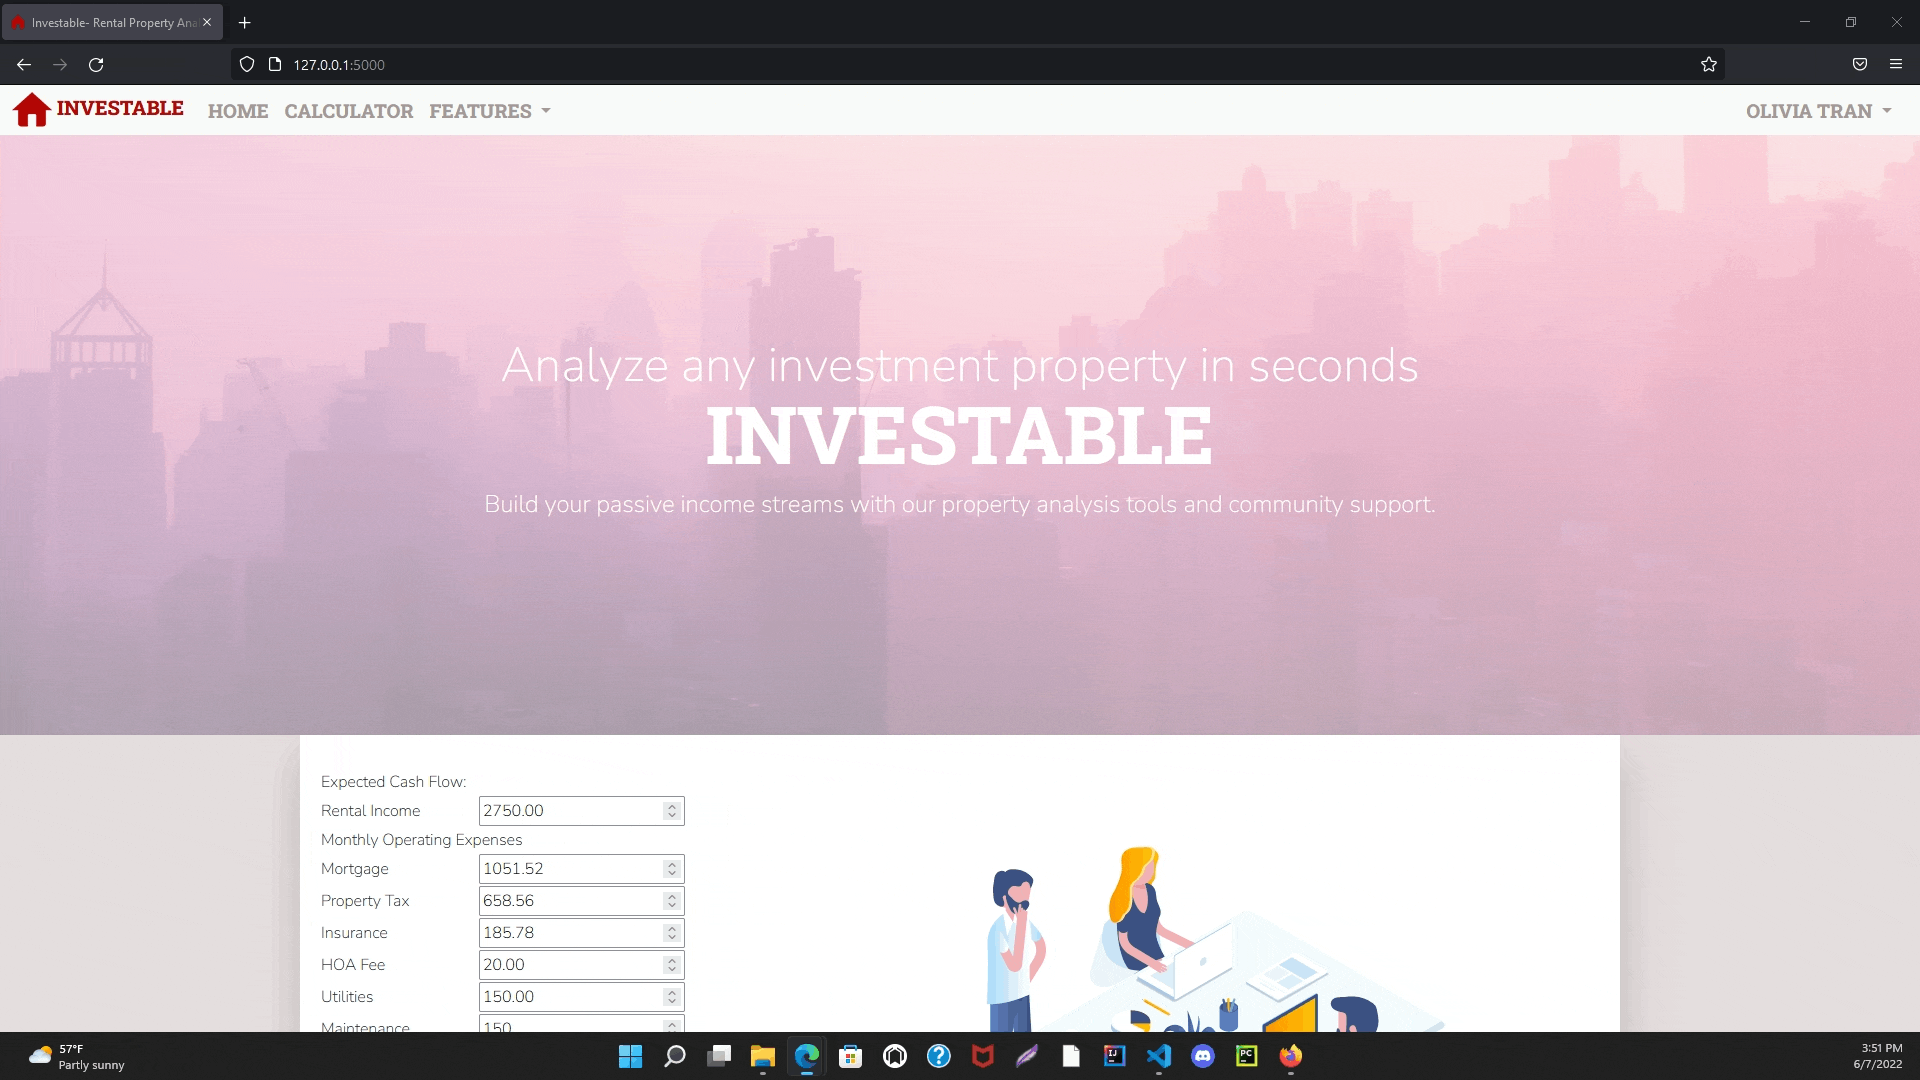 Investable- Rental Property Ana
127.0.0.1:5000
INVESTABLE HOME CALCULATOR FEATURES OLIVIA TRAN
Analyze any investment property in seconds
INVESTABLE
Build your passive income streams with our property analysis tools and community support.
Expected Cash Flow:
Rental Income 2750.00
Monthly Operating Expenses
Mortgage 1051.52
Property Tax 658.56
Insurance 185.78
HOA Fee 20.00
Utilities 150.00
Maintenance 150
57°F
Partly sunny
IJ
PC
3:51 PM
6/7/2022